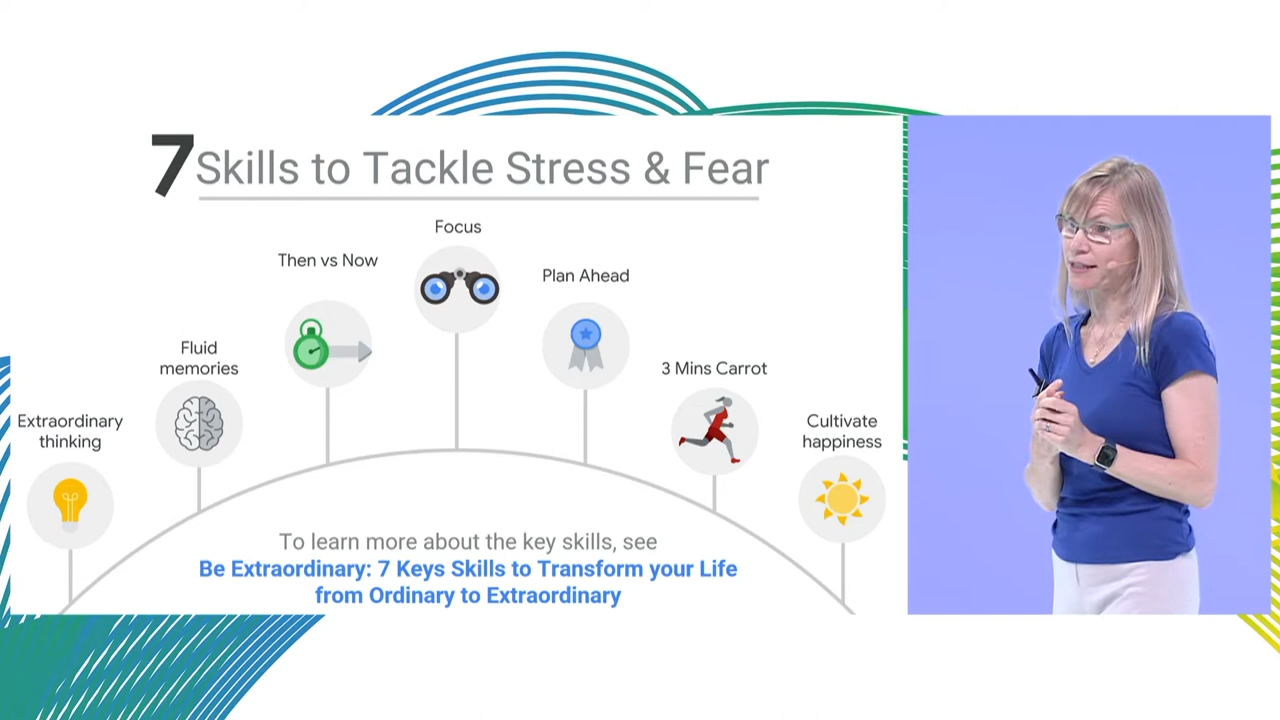 7 Skills to Tackle Stress & Fear
Focus
Then vs Now
Plan Ahead
Fluid
memories
3 Mins Carrot
Extraordinary
thinking
Cultivate
happiness
To learn more about the key skills, see
Be Extraordinary: 7 Keys Skills to Transform your Life
from Ordinary to Extraordinary